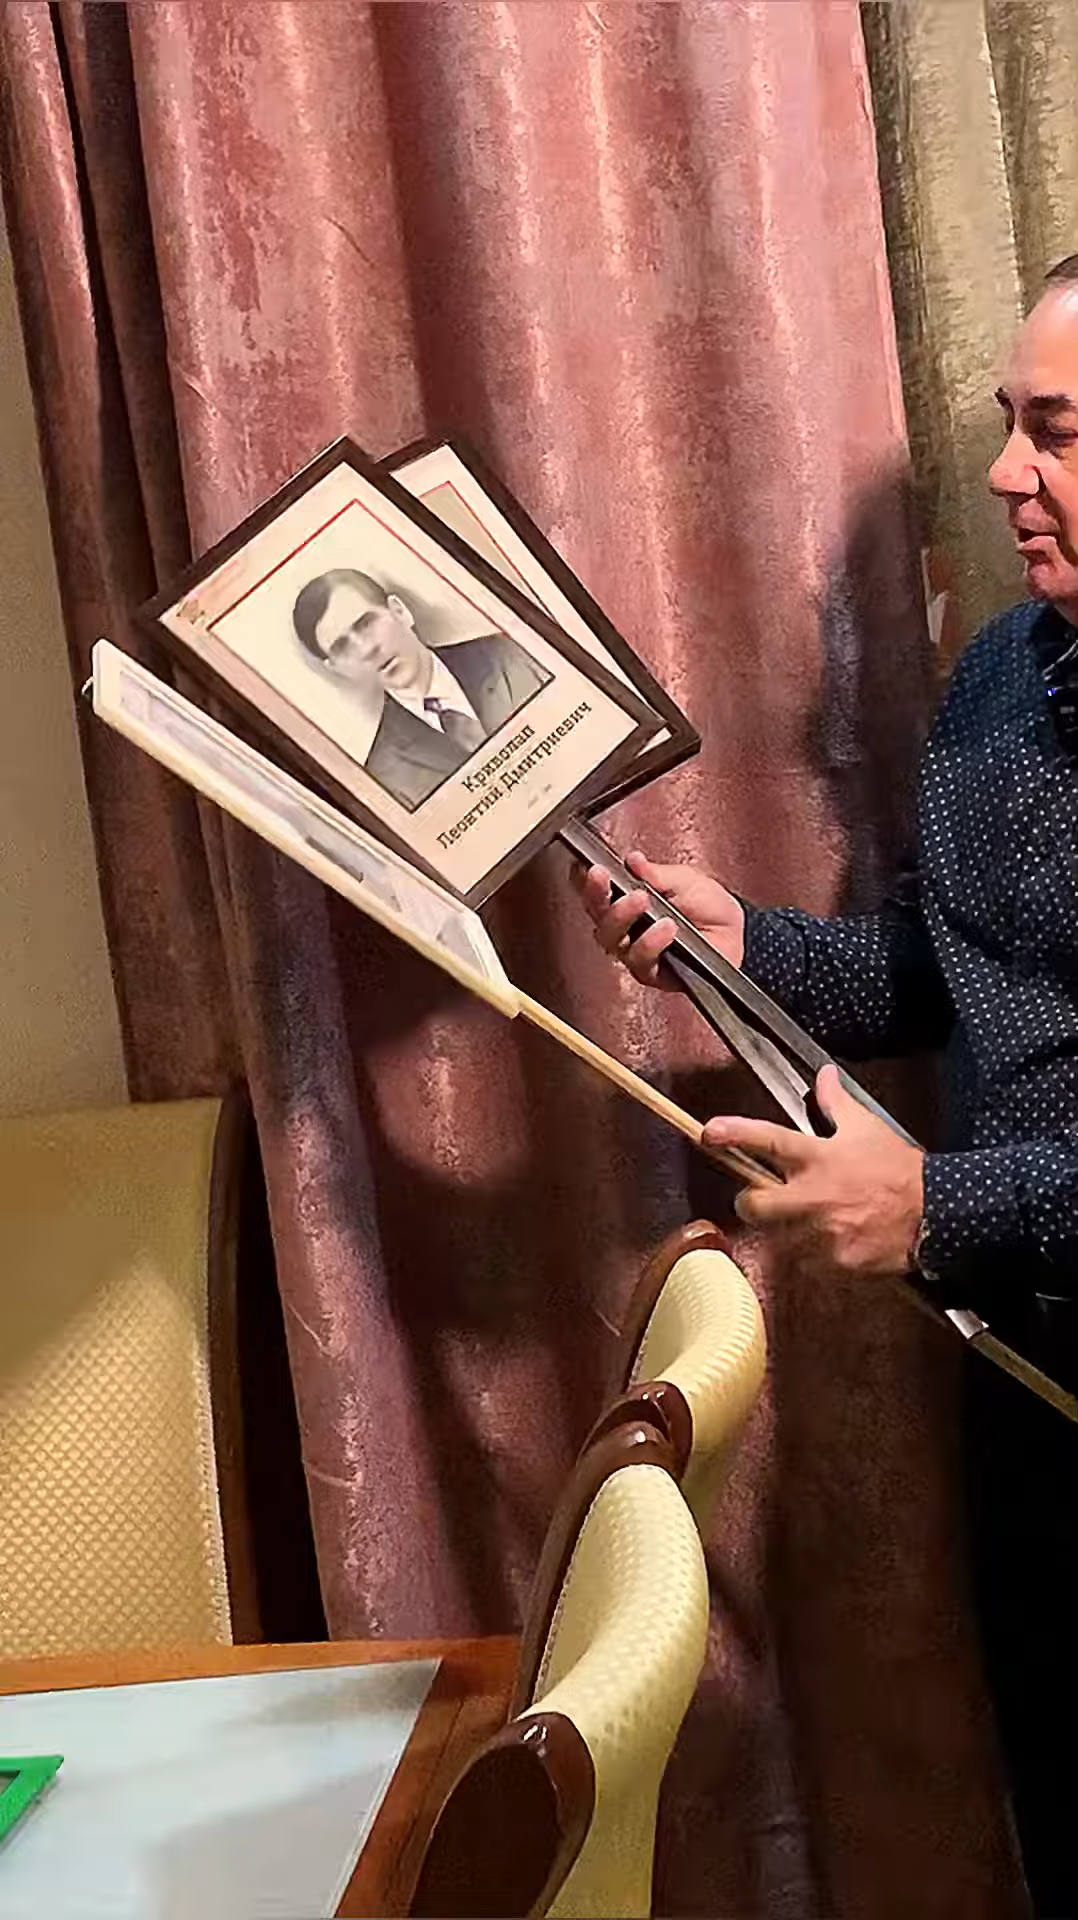 Криволап
Леонтий Дмитриевич